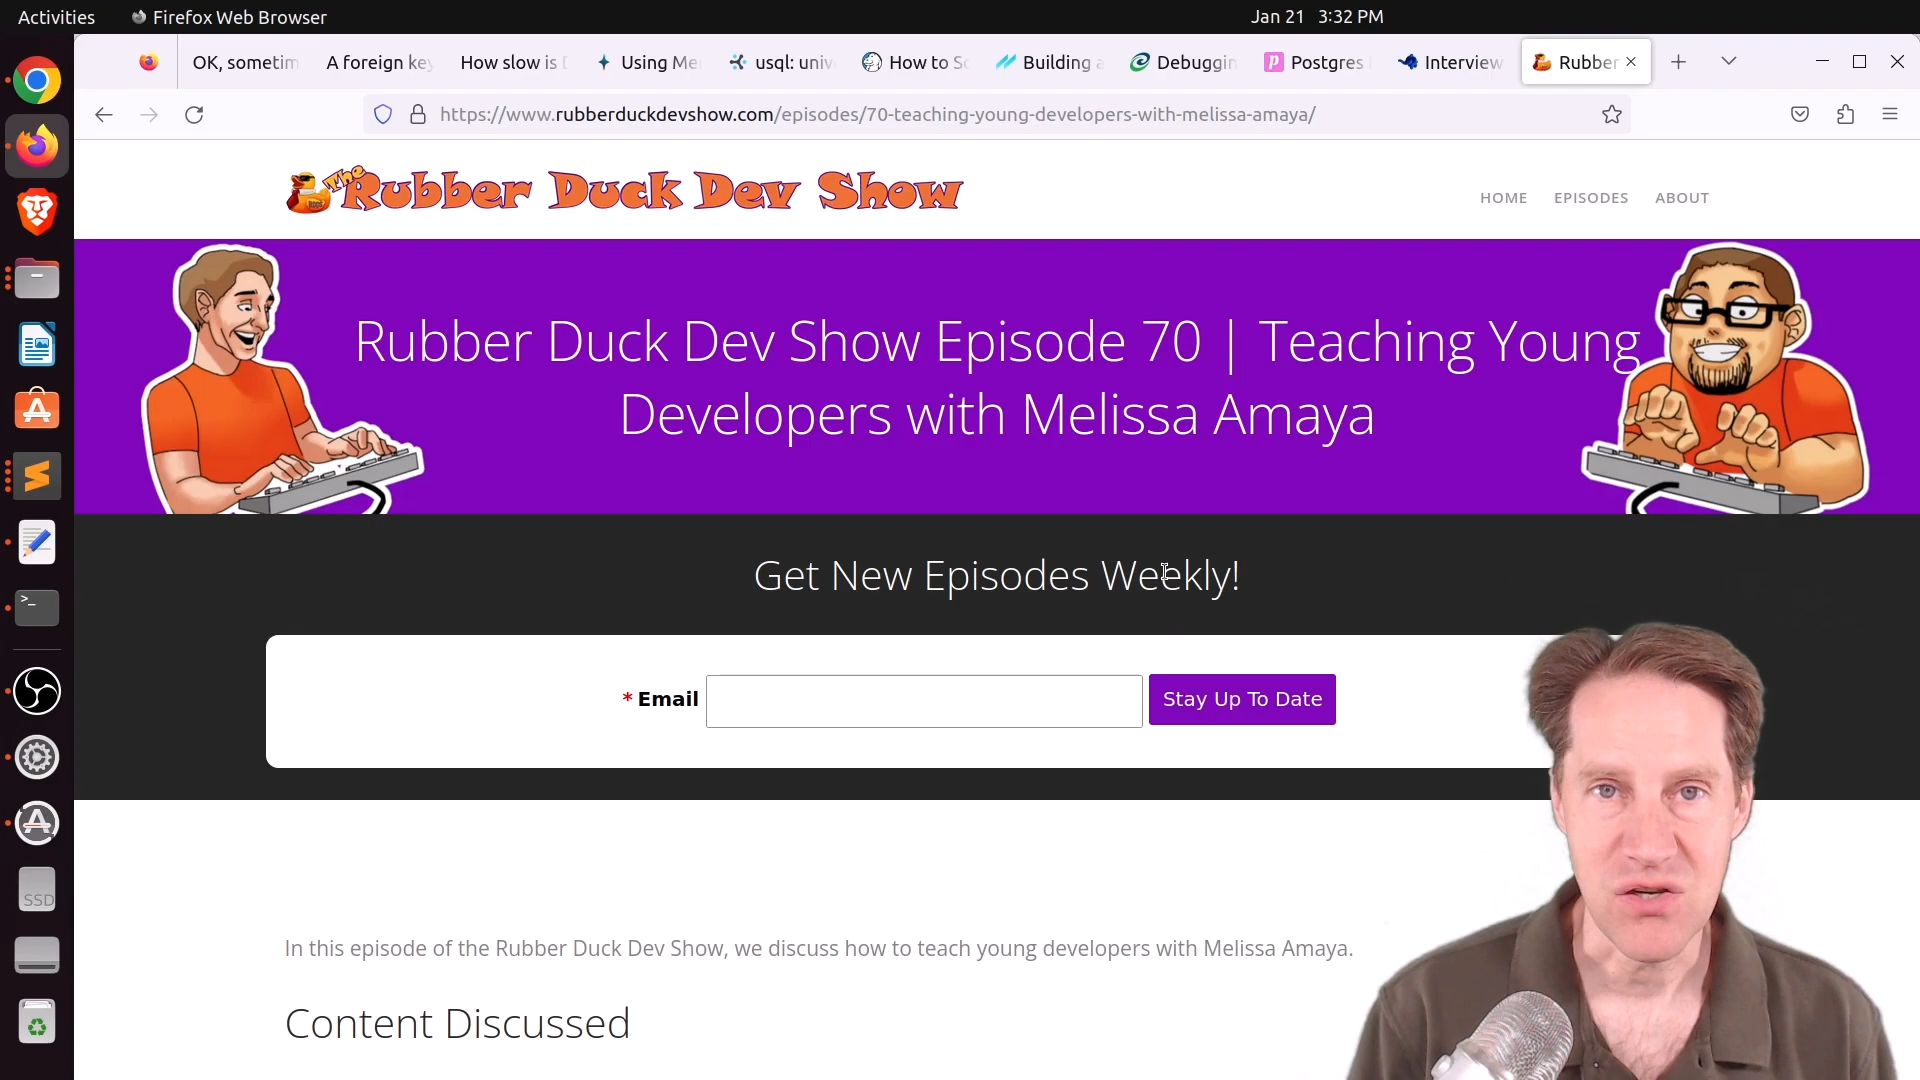 Activities
Firefox Web Browser
Jan 21 3:32 PM
OK, sometim
A foreign key
How slow is
Using Me
usql: univ
How to Sc
Building a
Debuggin
Postgres
Interview
Rubber
https://www.rubberduckdevshow.com/episodes/70-teaching-young-developers-with-melissa-amaya/
The Rubber Duck Dev Show
HOME
EPISODES
ABOUT
Rubber Duck Dev Show Episode 70 | Teaching Young
Developers with Melissa Amaya
Get New Episodes Weekly!
* Email
Stay Up To Date
SSD
In this episode of the Rubber Duck Dev Show, we discuss how to teach young developers with Melissa Amaya.
Content Discussed